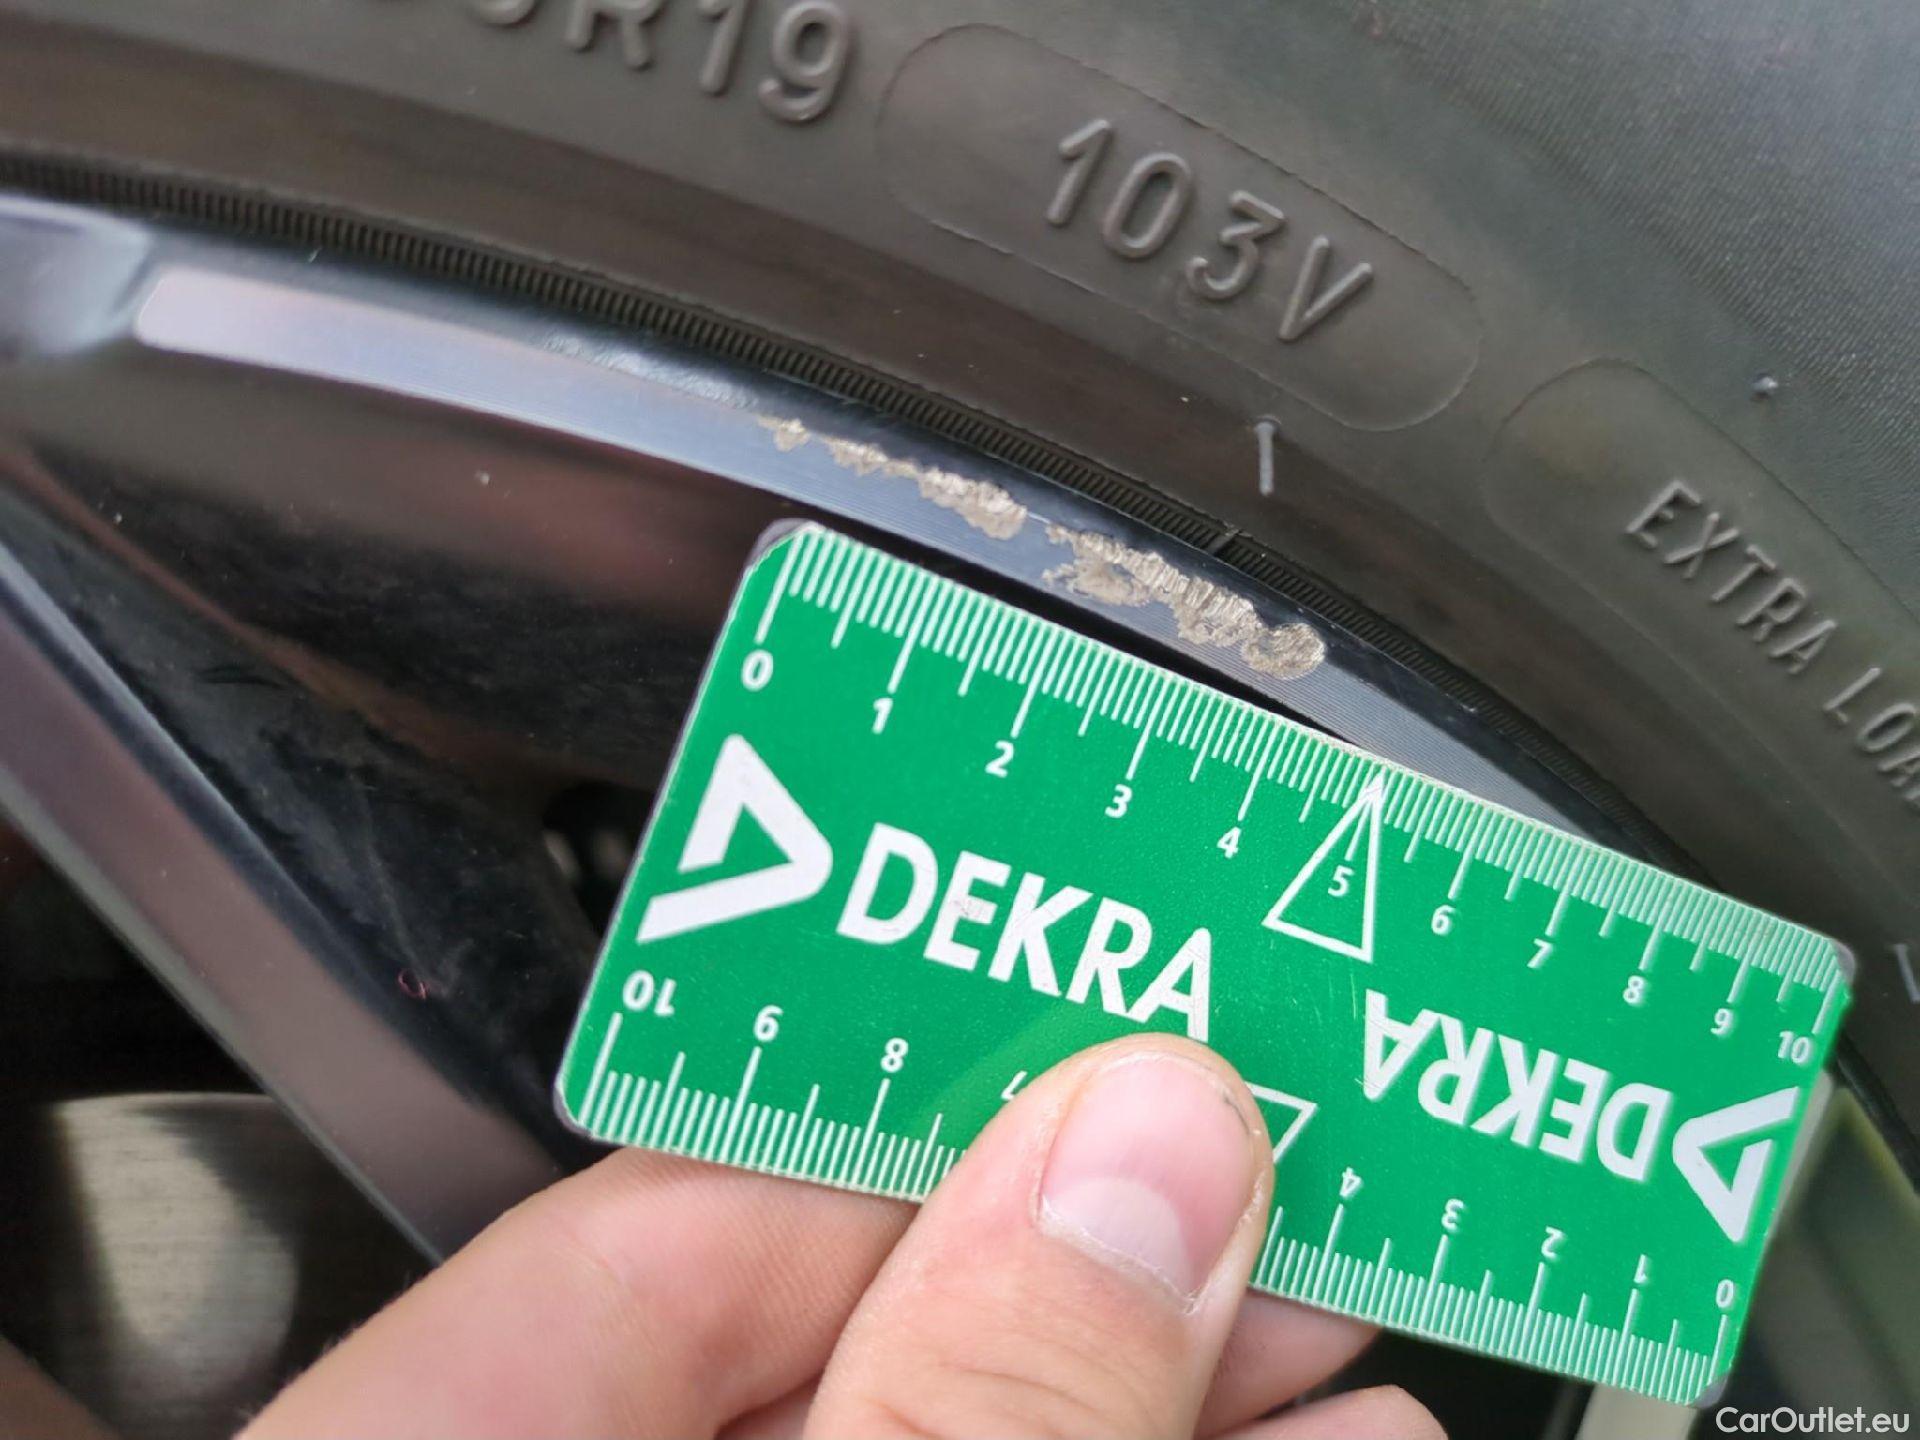 R19
103V
EXTRA LOA
0 1 2 3 4 5 6 7 8 9 10
DEKRA
DEKRA
10 9 8 7 4 3 2 1 0
CarOutlet.eu